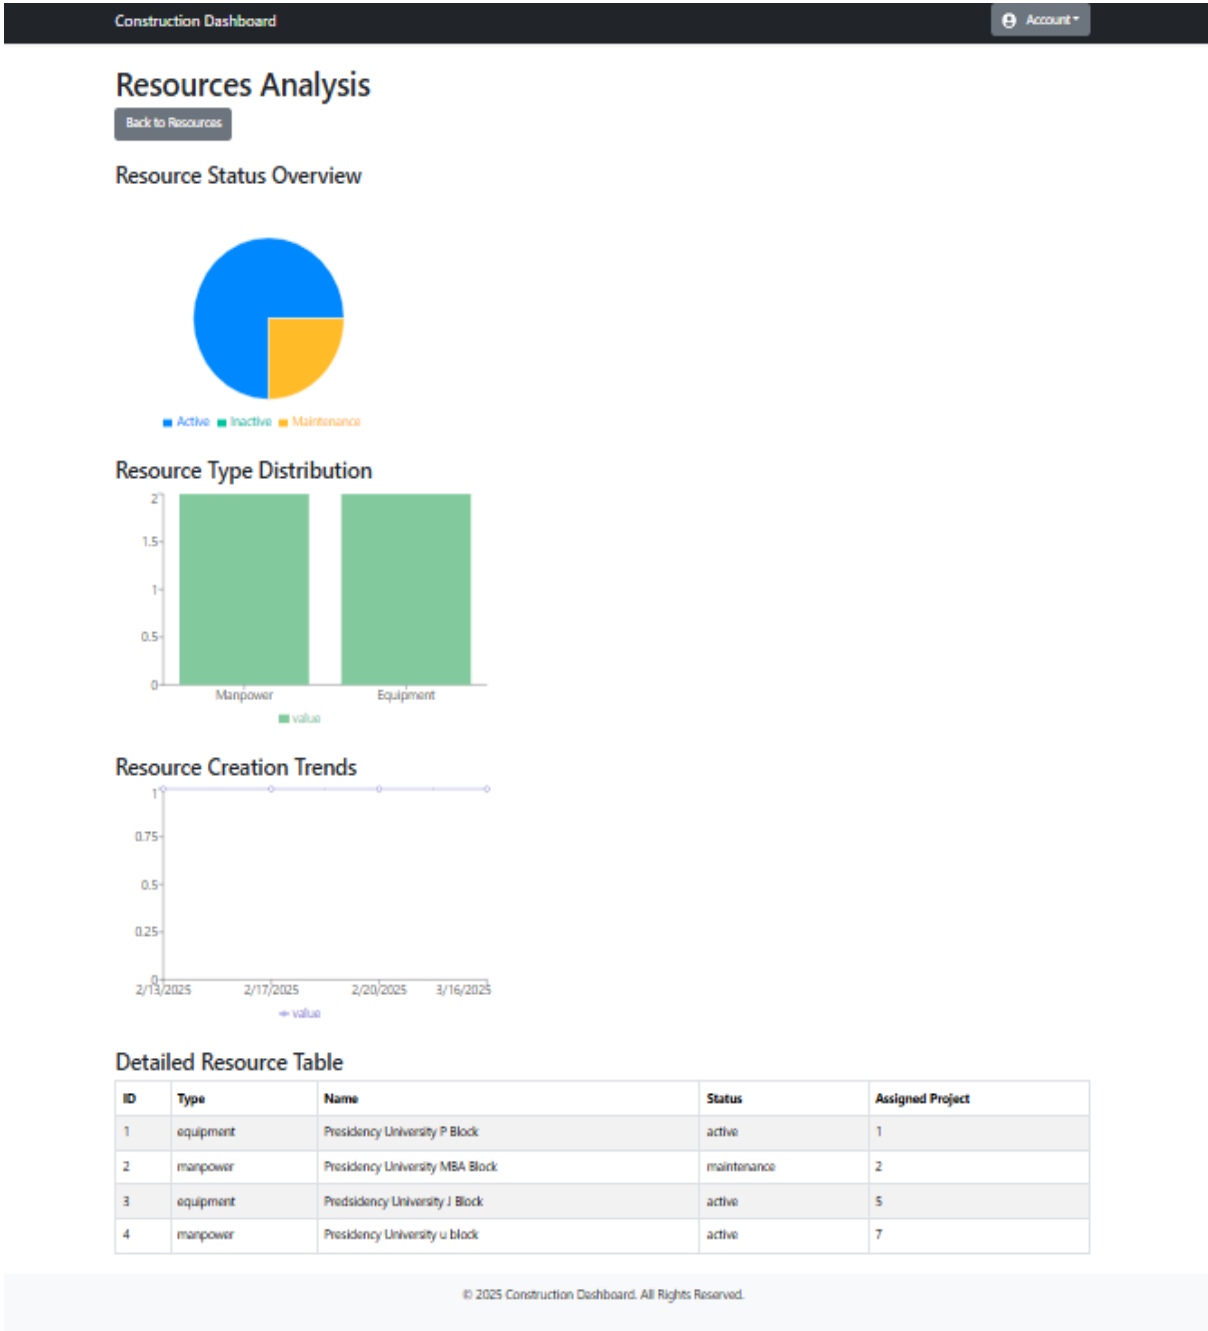 Construction Dashboard Account
Resources Analysis
Back to Resources
Resource Status Overview
Active Inactive Maintenance
Resource Type Distribution
2
1.5
1
0.5
0
Manpower Equipment
value
Resource Creation Trends
1
0.75
0.5
0.25
0
2/13/2025 2/17/2025 2/20/2025 3/16/2025
value
Detailed Resource Table
ID Type Name Status Assigned Project
1 equipment Presidency University P Block active 1
2 manpower Presidency University MBA Block maintenance 2
3 equipment Predsidency University J Block active 5
4 manpower Presidency University u block active 7
© 2025 Construction Dashboard. All Rights Reserved.